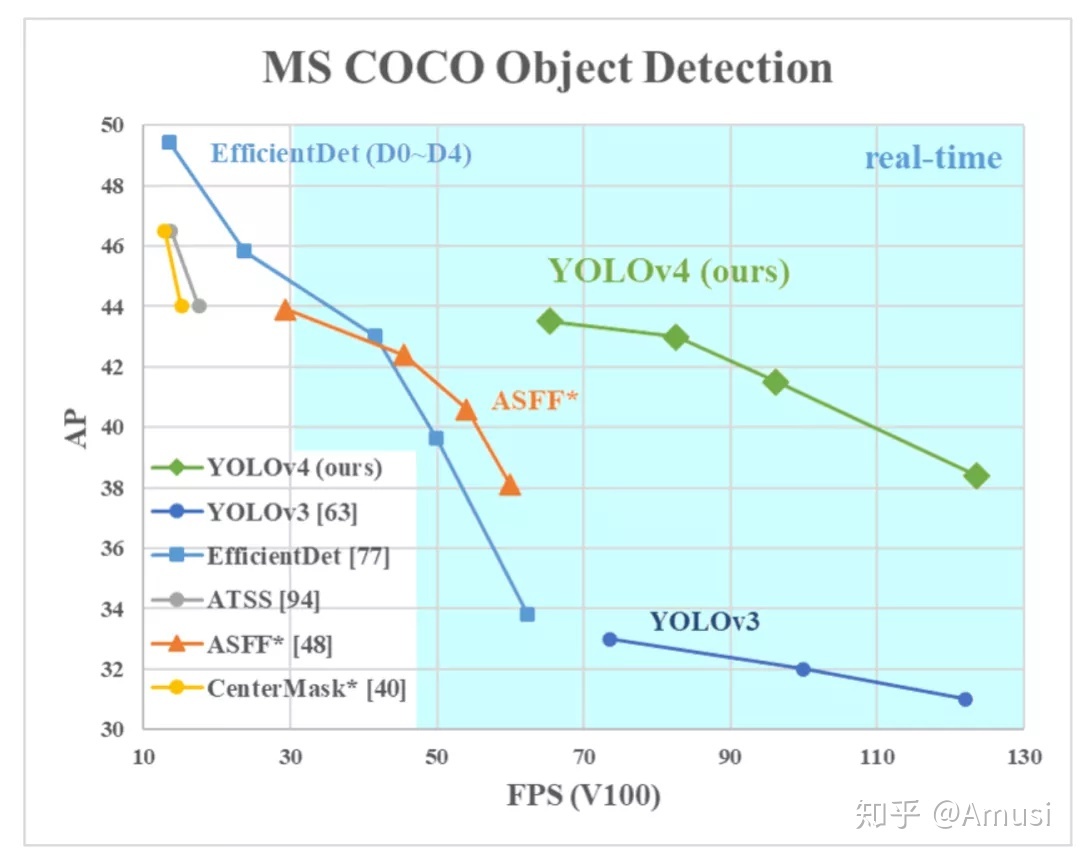 MS COCO Object Detection
50
48
46
44
42
40
38
36
34
32
30
AP
EfficientDet (D0~D4)
real-time
YOLOv4 (ours)
ASFF*
YOLOv3
YOLOv4 (ours)
YOLOv3 [63]
EfficientDet [77]
ATSS [94]
ASFF* [48]
CenterMask* [40]
10 30 50 70 90 110 130
FPS (V100)
知乎 @Amusi